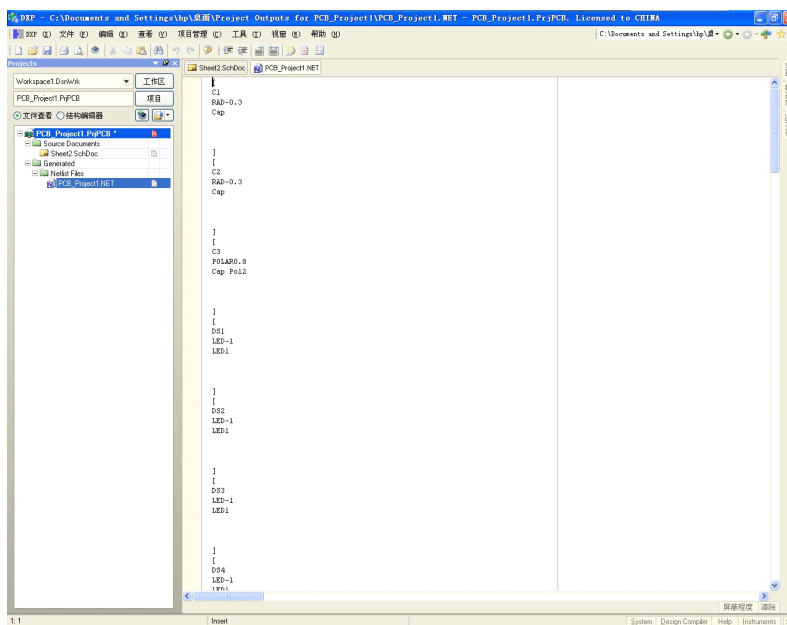 DXP - C:\Documents and Settings\hp\桌面\Project Outputs for PCB_Project1\PCB_Project1.NET - PCB_Project1.PrjPCB. Licensed to CHINA
DXP (X) 文件 (F) 编辑 (E) 查看 (V) 项目管理 (C) 工具 (T) 视窗 (W) 帮助 (H)
C:\Documents and Settings\hp\桌
Projects
Sheet2.SchDoc
PCB_Project1.NET
Workspace1.DsnWrk
工作区
PCB_Project1.PrjPCB
项目
文件查看
结构编辑器
PCB_Project1.PrjPCB *
Source Documents
Sheet2.SchDoc
Generated
Netlist Files
PCB_Project1.NET
[
C1
RAD-0.3
Cap
]
[
C2
RAD-0.3
Cap
]
[
C3
POLAR0.8
Cap Pol2
]
[
DS1
LED-1
LED1
]
[
DS2
LED-1
LED1
]
[
DS3
LED-1
LED1
]
[
DS4
LED-1
LED1
屏蔽程度 清除
1:1
Insert
System Design Compiler Help Instruments